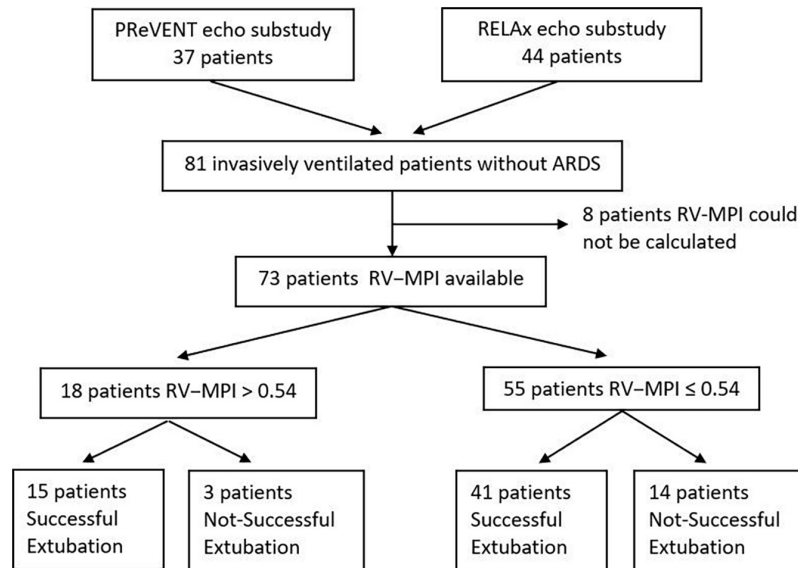 PReVENT echo substudy
37 patients
RELAx echo substudy
44 patients
81 invasively ventilated patients without ARDS
8 patients RV-MPI could
not be calculated
73 patients RV−MPI available
18 patients RV−MPI > 0.54
55 patients RV−MPI ≤ 0.54
15 patients
Successful
Extubation
3 patients
Not-Successful
Extubation
41 patients
Successful
Extubation
14 patients
Not-Successful
Extubation